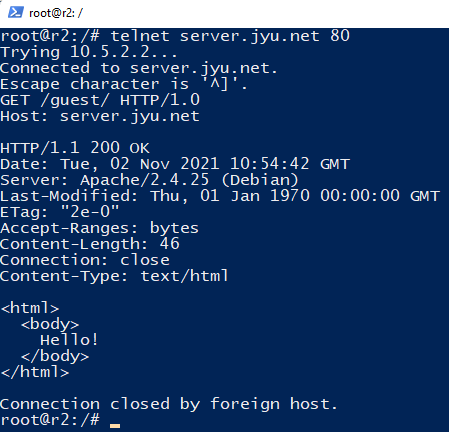 root@r2: /
root@r2:/# telnet server.jyu.net 80
Trying 10.5.2.2...
Connected to server.jyu.net.
Escape character is '^]'.
GET /guest/ HTTP/1.0
Host: server.jyu.net

HTTP/1.1 200 OK
Date: Tue, 02 Nov 2021 10:54:42 GMT
Server: Apache/2.4.25 (Debian)
Last-Modified: Thu, 01 Jan 1970 00:00:00 GMT
ETag: "2e-0"
Accept-Ranges: bytes
Content-Length: 46
Connection: close
Content-Type: text/html

<html>
  <body>
    Hello!
  </body>
</html>

Connection closed by foreign host.
root@r2:/#